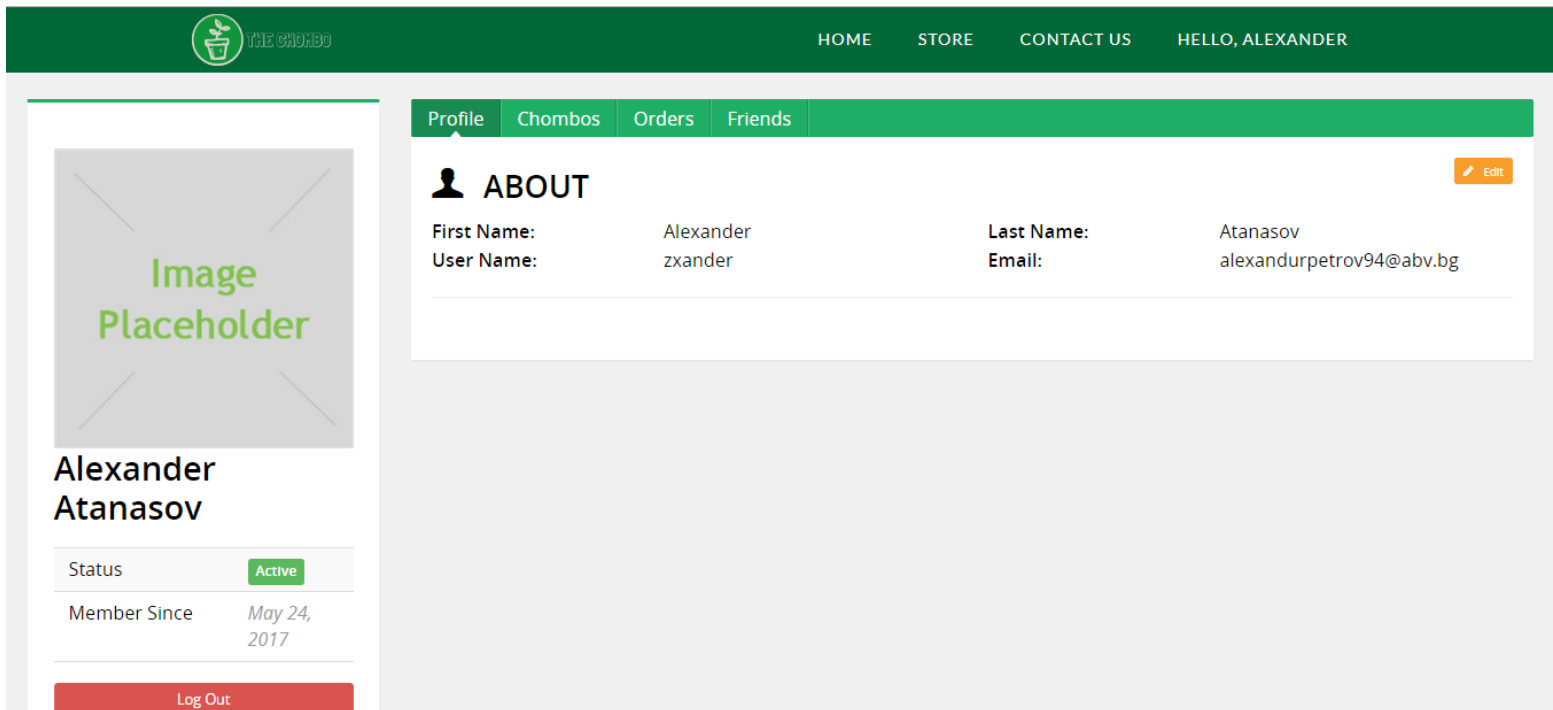 THE CHOMBO
HOME STORE CONTACT US HELLO, ALEXANDER
Image
Placeholder
Alexander
Atanasov
Status Active
Member Since May 24,
2017
Log Out
Profile Chombos Orders Friends
ABOUT Edit
First Name: Alexander Last Name: Atanasov
User Name: zxander Email: alexandurpetrov94@abv.bg